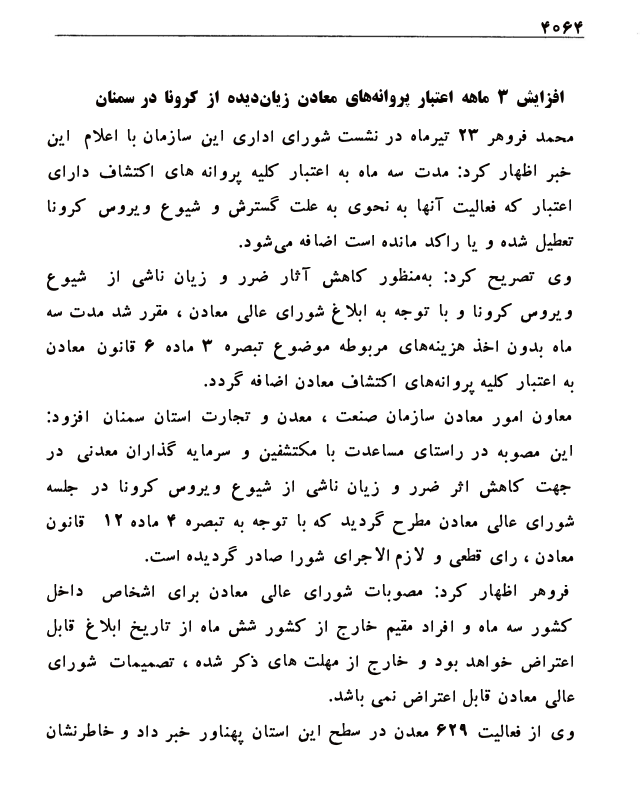 ۴۰۶۴
افزایش ۳ ماهه اعتبار پروانه‌های معادن زیان‌دیده از کرونا در سمنان
محمد فروهر ۲۳ تیرماه در نشست شورای اداری این سازمان با اعلام این
خبر اظهار کرد: مدت سه ماه به اعتبار کلیه پروانه های اکتشاف دارای
اعتبار که فعالیت آنها به نحوی به علت گسترش و شیوع ویروس کرونا
تعطیل شده و یا راکد مانده است اضافه می‌شود.
وی تصریح کرد: به‌منظور کاهش آثار ضرر و زیان ناشی از شیوع
ویروس کرونا و با توجه به ابلاغ شورای عالی معادن ، مقرر شد مدت سه
ماه بدون اخذ هزینه‌های مربوطه موضوع تبصره ۳ ماده ۶ قانون معادن
به اعتبار کلیه پروانه‌های اکتشاف معادن اضافه گردد.
معاون امور معادن سازمان صنعت ، معدن و تجارت استان سمنان افزود:
این مصوبه در راستای مساعدت با مکتشفین و سرمایه گذاران معدنی در
جهت کاهش اثر ضرر و زیان ناشی از شیوع ویروس کرونا در جلسه
شورای عالی معادن مطرح گردید که با توجه به تبصره ۴ ماده ۱۲ قانون
معادن ، رای قطعی و لازم الاجرای شورا صادر گردیده است.
فروهر اظهار کرد: مصوبات شورای عالی معادن برای اشخاص داخل
کشور سه ماه و افراد مقیم خارج از کشور شش ماه از تاریخ ابلاغ قابل
اعتراض خواهد بود و خارج از مهلت های ذکر شده ، تصمیمات شورای
عالی معادن قابل اعتراض نمی باشد.
وی از فعالیت ۶۲۹ معدن در سطح این استان پهناور خبر داد و خاطرنشان